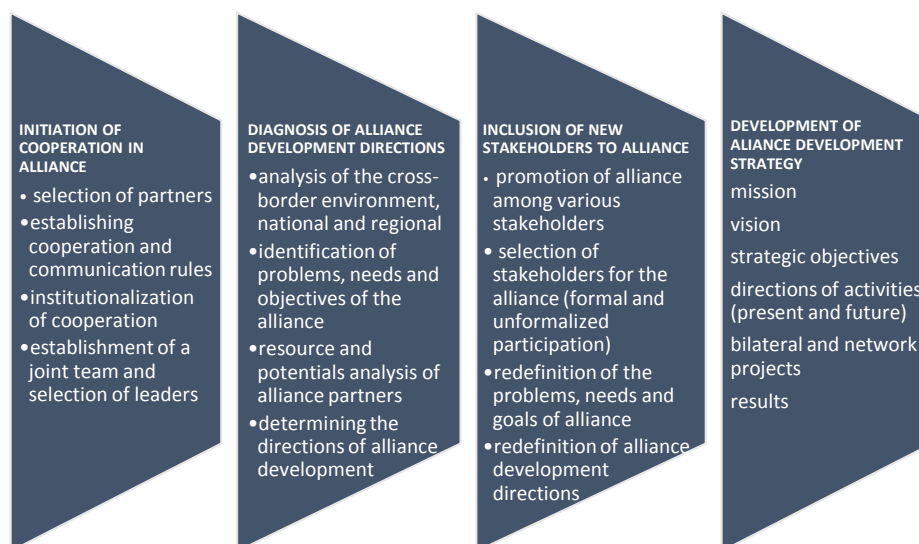 INITIATION OF
COOPERATION IN
ALLIANCE
• selection of partners
•establishing
cooperation and
communication rules
•institutionalization
of cooperation
•establishment of a
joint team and
selection of leaders
DIAGNOSIS OF ALLIANCE
DEVELOPMENT DIRECTIONS
•analysis of the cross-
border environment,
national and regional
•identification of
problems, needs and
objectives of the
alliance
•resource and
potentials analysis of
alliance partners
•determining the
directions of alliance
development
INCLUSION OF NEW
STAKEHOLDERS TO ALLIANCE
• promotion of alliance
among various
stakeholders
• selection of
stakeholders for the
alliance (formal and
unformalized
participation)
•redefinition of the
problems, needs and
goals of alliance
•redefinition of alliance
development
directions
DEVELOPMENT OF
ALIANCE DEVELOPMENT
STRATEGY
mission
vision
strategic objectives
directions of activities
(present and future)
bilateral and network
projects
results